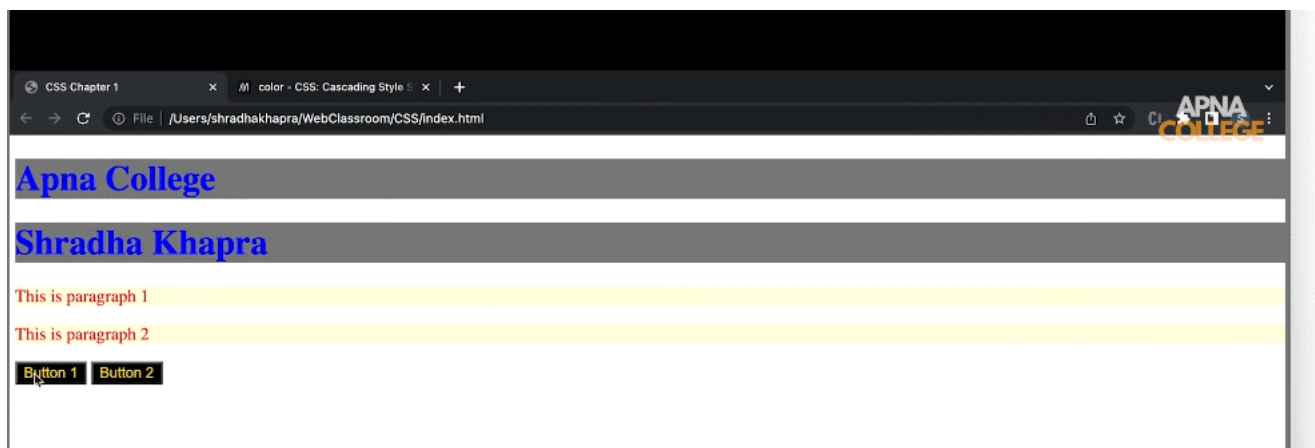 CSS Chapter 1
color - CSS: Cascading Style S
File
/Users/shradhakhapra/WebClassroom/CSS/index.html
APNA
COLLEGE
Apna College
Shradha Khapra
This is paragraph 1
This is paragraph 2
Button 1 Button 2